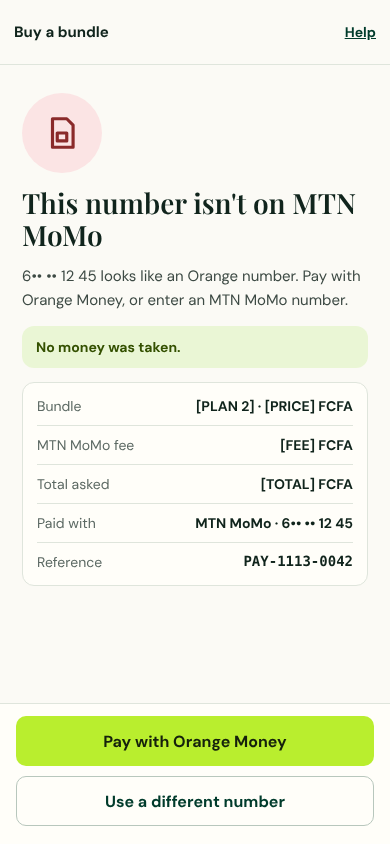 Buy a bundle
Help
This number isn't on MTN
MoMo
6•• •• 12 45 looks like an Orange number. Pay with
Orange Money, or enter an MTN MoMo number.
No money was taken.
Bundle [PLAN 2] · [PRICE] FCFA
MTN MoMo fee [FEE] FCFA
Total asked [TOTAL] FCFA
Paid with MTN MoMo · 6•• •• 12 45
Reference PAY-1113-0042
Pay with Orange Money
Use a different number